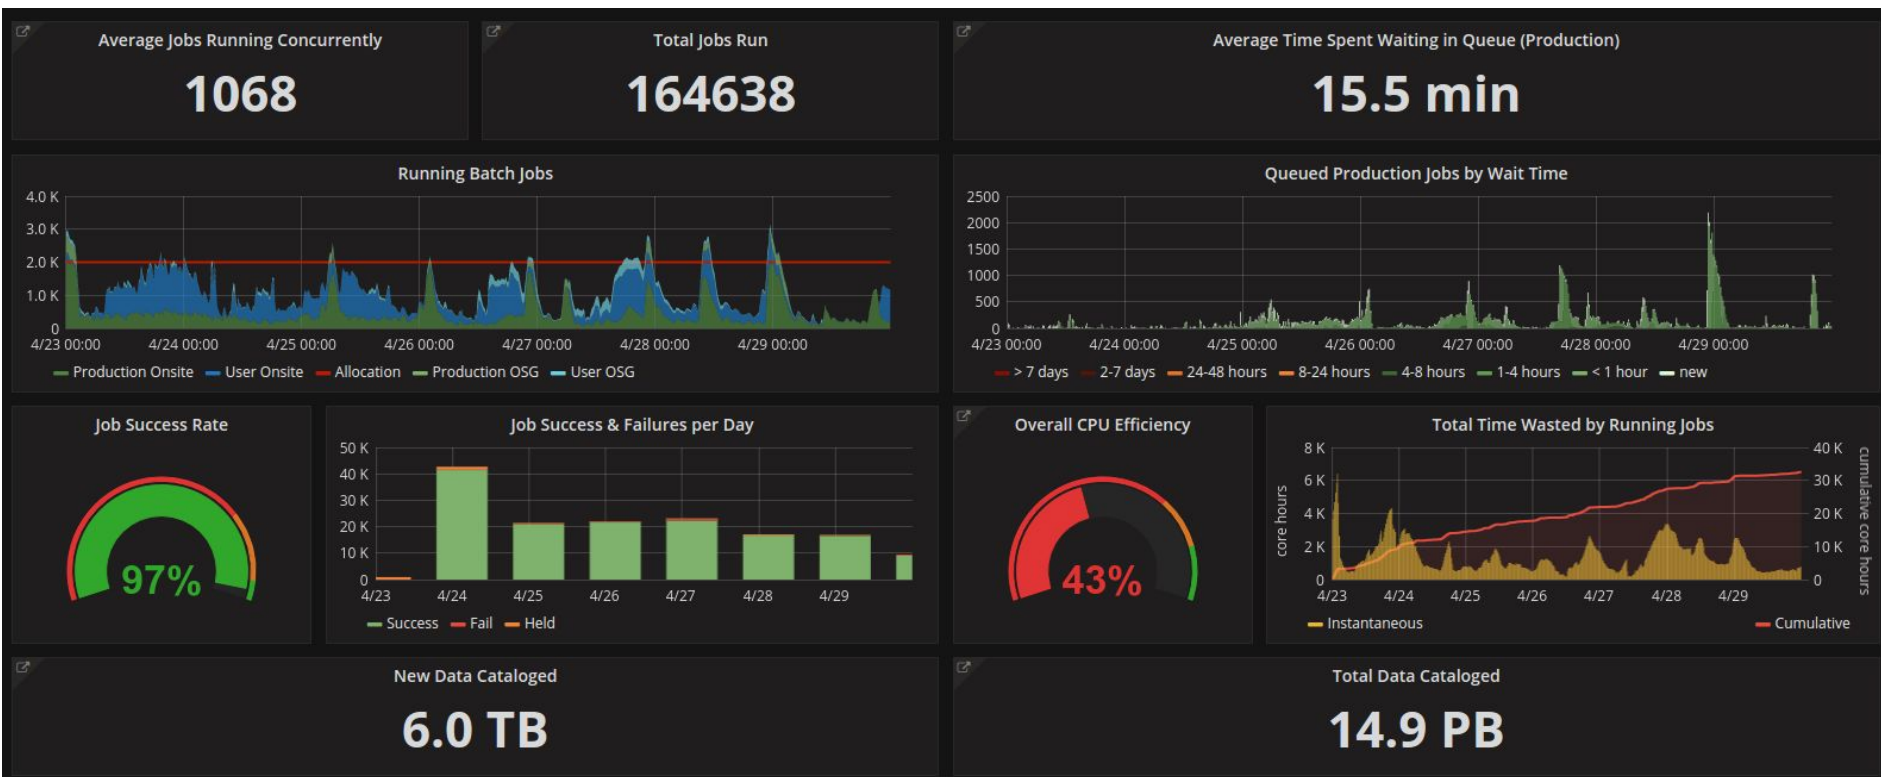 Average Jobs Running Concurrently
1068
Total Jobs Run
164638
Average Time Spent Waiting in Queue (Production)
15.5 min
Running Batch Jobs
4.0 K
3.0 K
2.0 K
1.0 K
0
4/23 00:00 4/24 00:00 4/25 00:00 4/26 00:00 4/27 00:00 4/28 00:00 4/29 00:00
Production Onsite User Onsite Allocation Production OSG User OSG
Queued Production Jobs by Wait Time
2500
2000
1500
1000
500
0
4/23 00:00 4/24 00:00 4/25 00:00 4/26 00:00 4/27 00:00 4/28 00:00 4/29 00:00
> 7 days 2-7 days 24-48 hours 8-24 hours 4-8 hours 1-4 hours < 1 hour new
Job Success Rate
97%
Job Success & Failures per Day
50 K
40 K
30 K
20 K
10 K
0
4/23 4/24 4/25 4/26 4/27 4/28 4/29
Success Fail Held
Overall CPU Efficiency
43%
Total Time Wasted by Running Jobs
core hours
8 K
6 K
4 K
2 K
0
40 K
30 K
20 K
10 K
0
cumulative core hours
4/23 4/24 4/25 4/26 4/27 4/28 4/29
Instantaneous Cumulative
New Data Cataloged
6.0 TB
Total Data Cataloged
14.9 PB